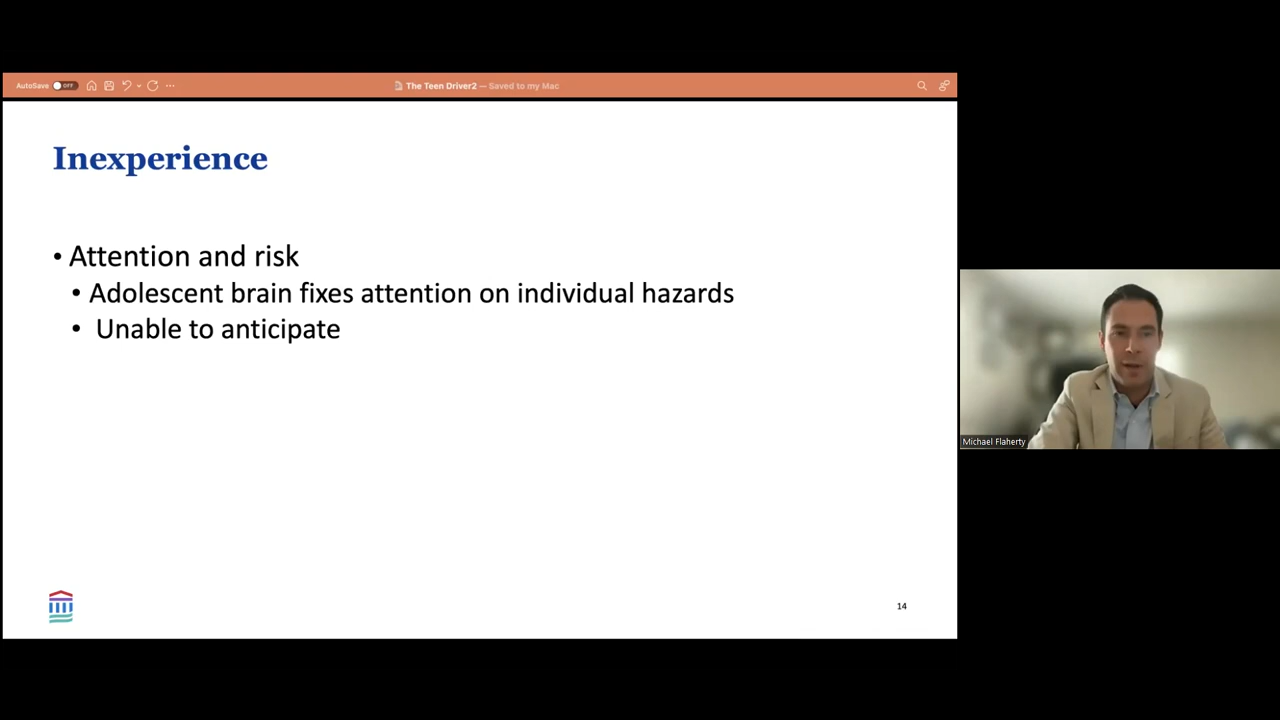 AutoSave OFF
The Teen Driver2 — Saved to my Mac
Inexperience
• Attention and risk
• Adolescent brain fixes attention on individual hazards
• Unable to anticipate
14
Michael Flaherty